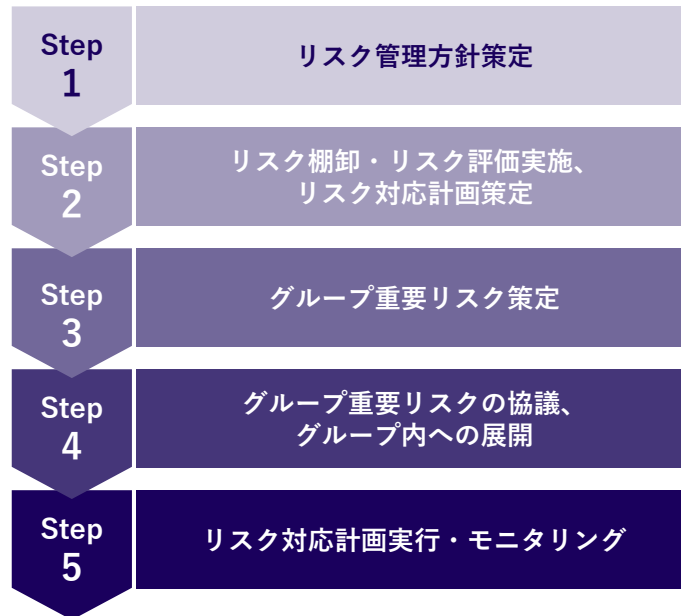 Step
1
リスク管理方針策定
Step
2
リスク棚卸・リスク評価実施、
リスク対応計画策定
Step
3
グループ重要リスク策定
Step
4
グループ重要リスクの協議、
グループ内への展開
Step
5
リスク対応計画実行・モニタリング